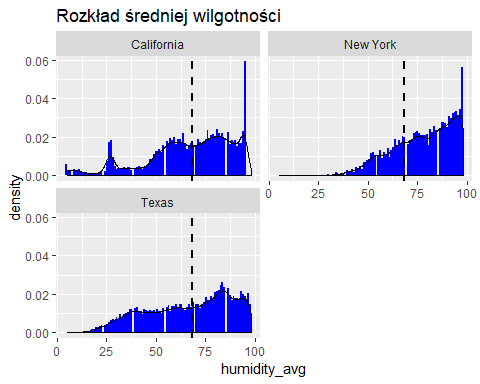 Rozkład średniej wilgotności
California
New York
0.06
0.04
0.02
0.00
0 25 50 75 100
Texas
0.06
0.04
0.02
0.00
0 25 50 75 100
density
humidity_avg